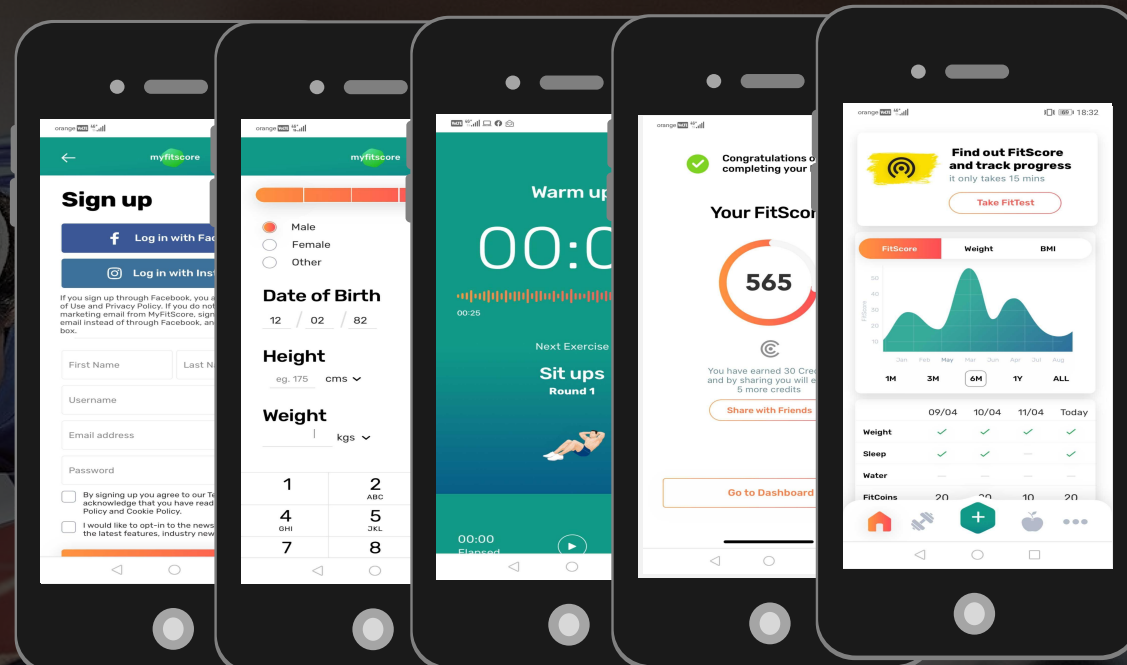 orange
myfitscore
Sign up
Log in with Fac
Log in with Inst
If you sign up through Facebook, you a
of Use and Privacy Policy. If you do not
marketing email from MyFitScore, sign
email instead of through Facebook, an
box.
First Name
Last N
Username
Email address
Password
By signing up you agree to our Te
acknowledge that you have read
Policy and Cookie Policy.
I would like to opt-in to the news
the latest features, industry new
orange
myfitscore
Male
Female
Other
Date of Birth
12 / 02 / 82
Height
eg. 175 cms
Weight
kgs
1 2
ABC
4 5
GHI JKL
7 8
Warm up
00:0
00:25
Next Exercise
Sit ups
Round 1
00:00
Elapsed
orange
Congratulations o
completing your
Your FitScor
565
You have earned 30 Cred
and by sharing you will e
5 more credits
Share with Friends
Go to Dashboard
orange 18:32
Find out FitScore
and track progress
it only takes 15 mins
Take FitTest
FitScore Weight BMI
FitScore
50
40
30
20
10
Jan Feb May Mar Jun Apr Jul Aug
1M 3M 6M 1Y ALL
09/04 10/04 11/04 Today
Weight
Sleep
Water
FitCoins 20 20 10 20